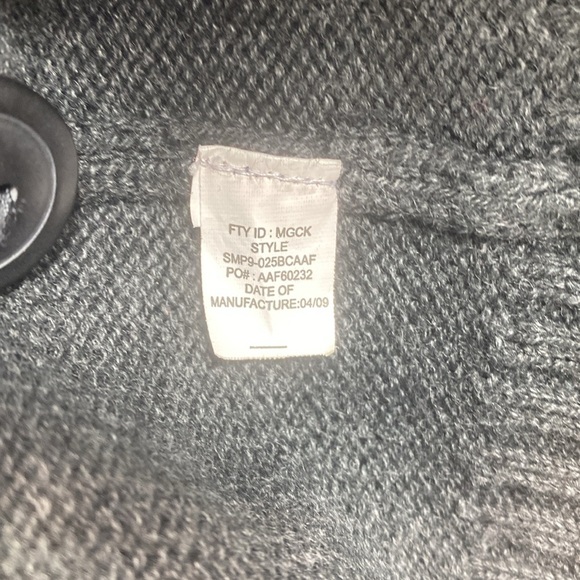 FTY ID : MGCK
STYLE
SMP9-025BCAAF
PO# : AAF60232
DATE OF
MANUFACTURE:04/09